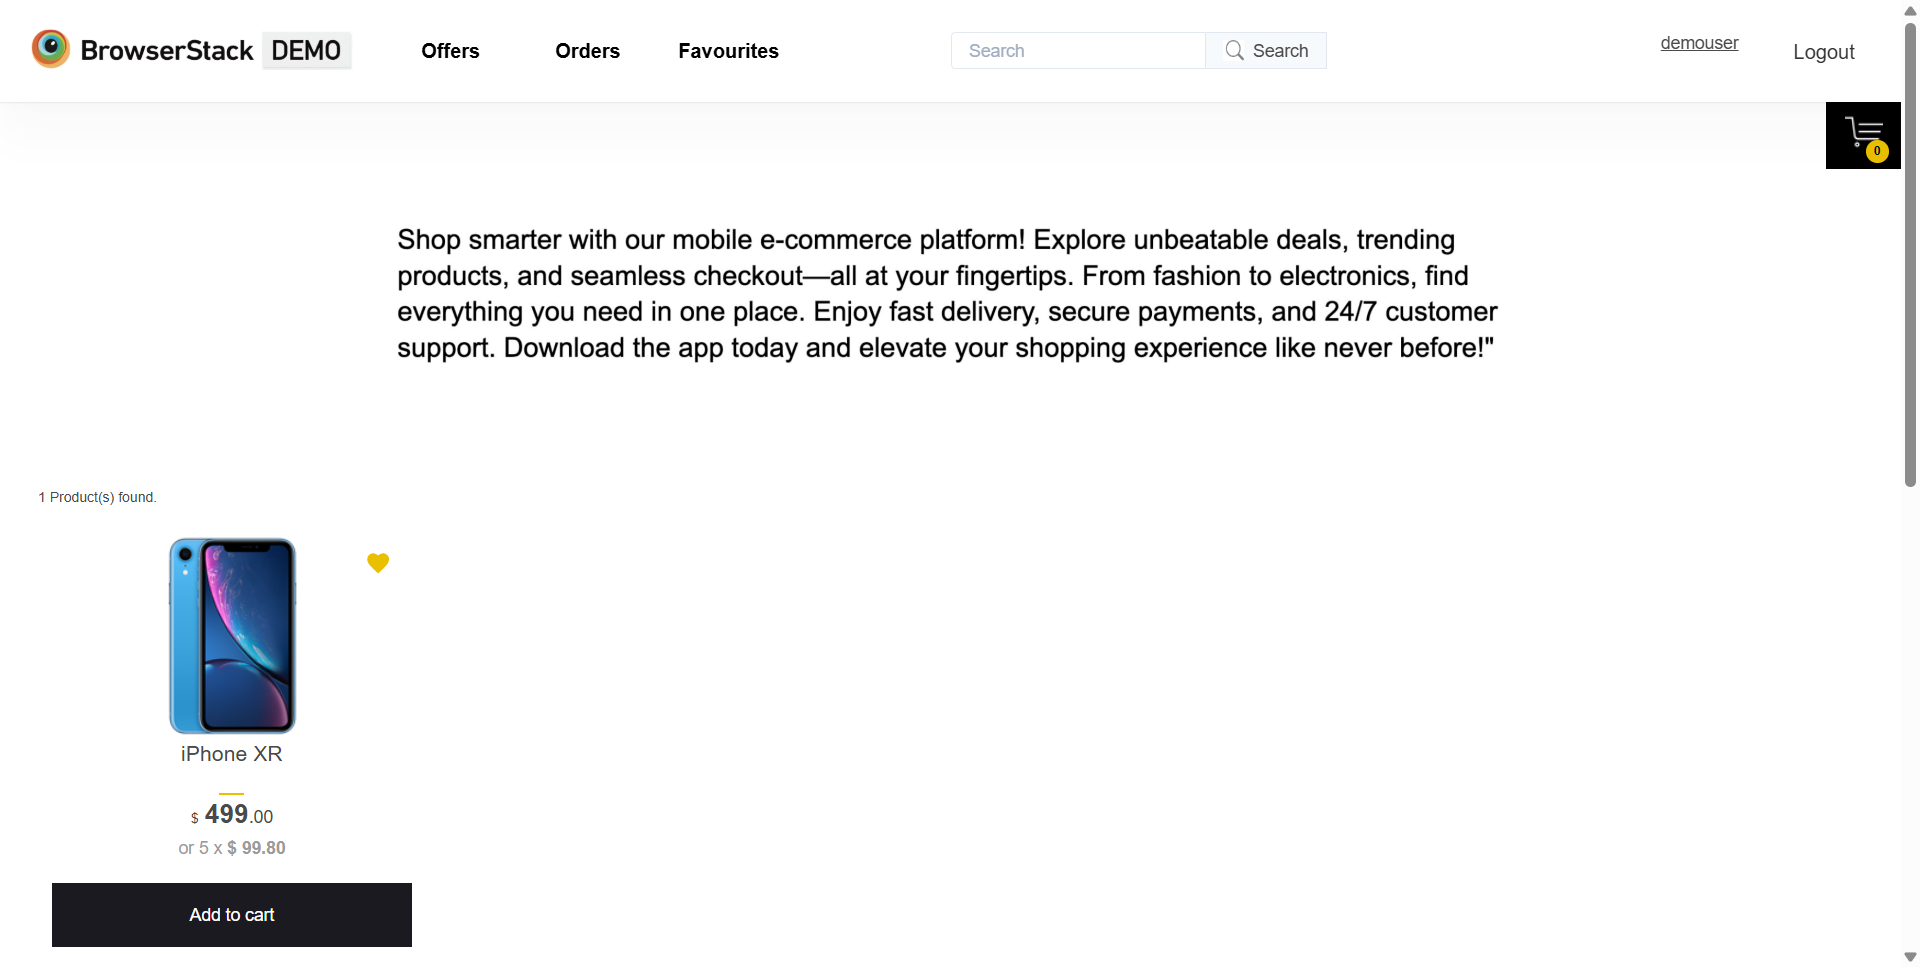 BrowserStack DEMO
Offers
Orders
Favourites
Search
Search
demouser
Logout
0
Shop smarter with our mobile e-commerce platform! Explore unbeatable deals, trending
products, and seamless checkout—all at your fingertips. From fashion to electronics, find
everything you need in one place. Enjoy fast delivery, secure payments, and 24/7 customer
support. Download the app today and elevate your shopping experience like never before!"
1 Product(s) found.
iPhone XR
$ 499.00
or 5 x $ 99.80
Add to cart